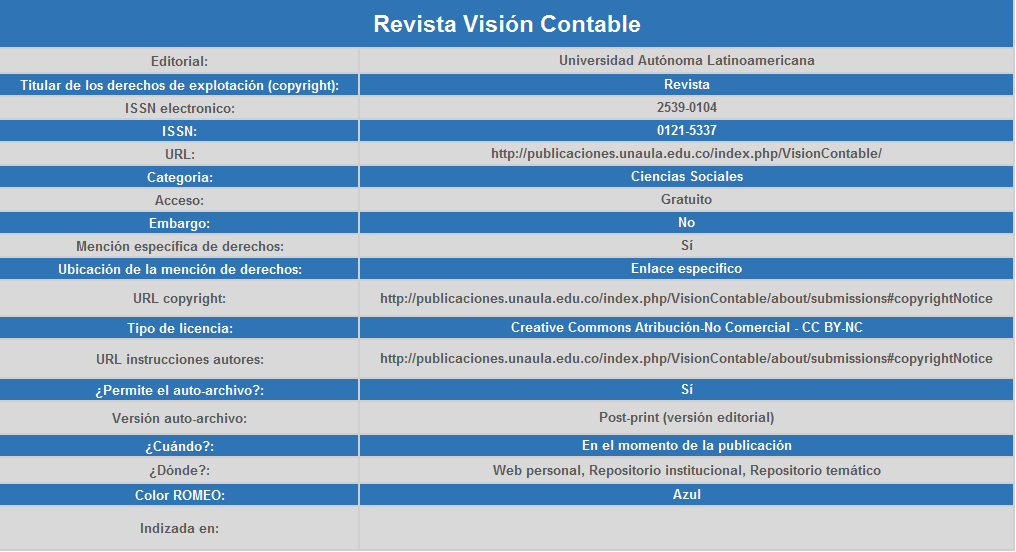 Revista Visión Contable
Editorial: Universidad Autónoma Latinoamericana
Titular de los derechos de explotación (copyright): Revista
ISSN electronico: 2539-0104
ISSN: 0121-5337
URL: http://publicaciones.unaula.edu.co/index.php/VisionContable/
Categoria: Ciencias Sociales
Acceso: Gratuito
Embargo: No
Mención específica de derechos: Sí
Ubicación de la mención de derechos: Enlace especifico
URL copyright: http://publicaciones.unaula.edu.co/index.php/VisionContable/about/submissions#copyrightNotice
Tipo de licencia: Creative Commons Atribución-No Comercial - CC BY-NC
URL instrucciones autores: http://publicaciones.unaula.edu.co/index.php/VisionContable/about/submissions#copyrightNotice
¿Permite el auto-archivo?: Sí
Versión auto-archivo: Post-print (versión editorial)
¿Cuándo?: En el momento de la publicación
¿Dónde?: Web personal, Repositorio institucional, Repositorio temático
Color ROMEO: Azul
Indizada en: